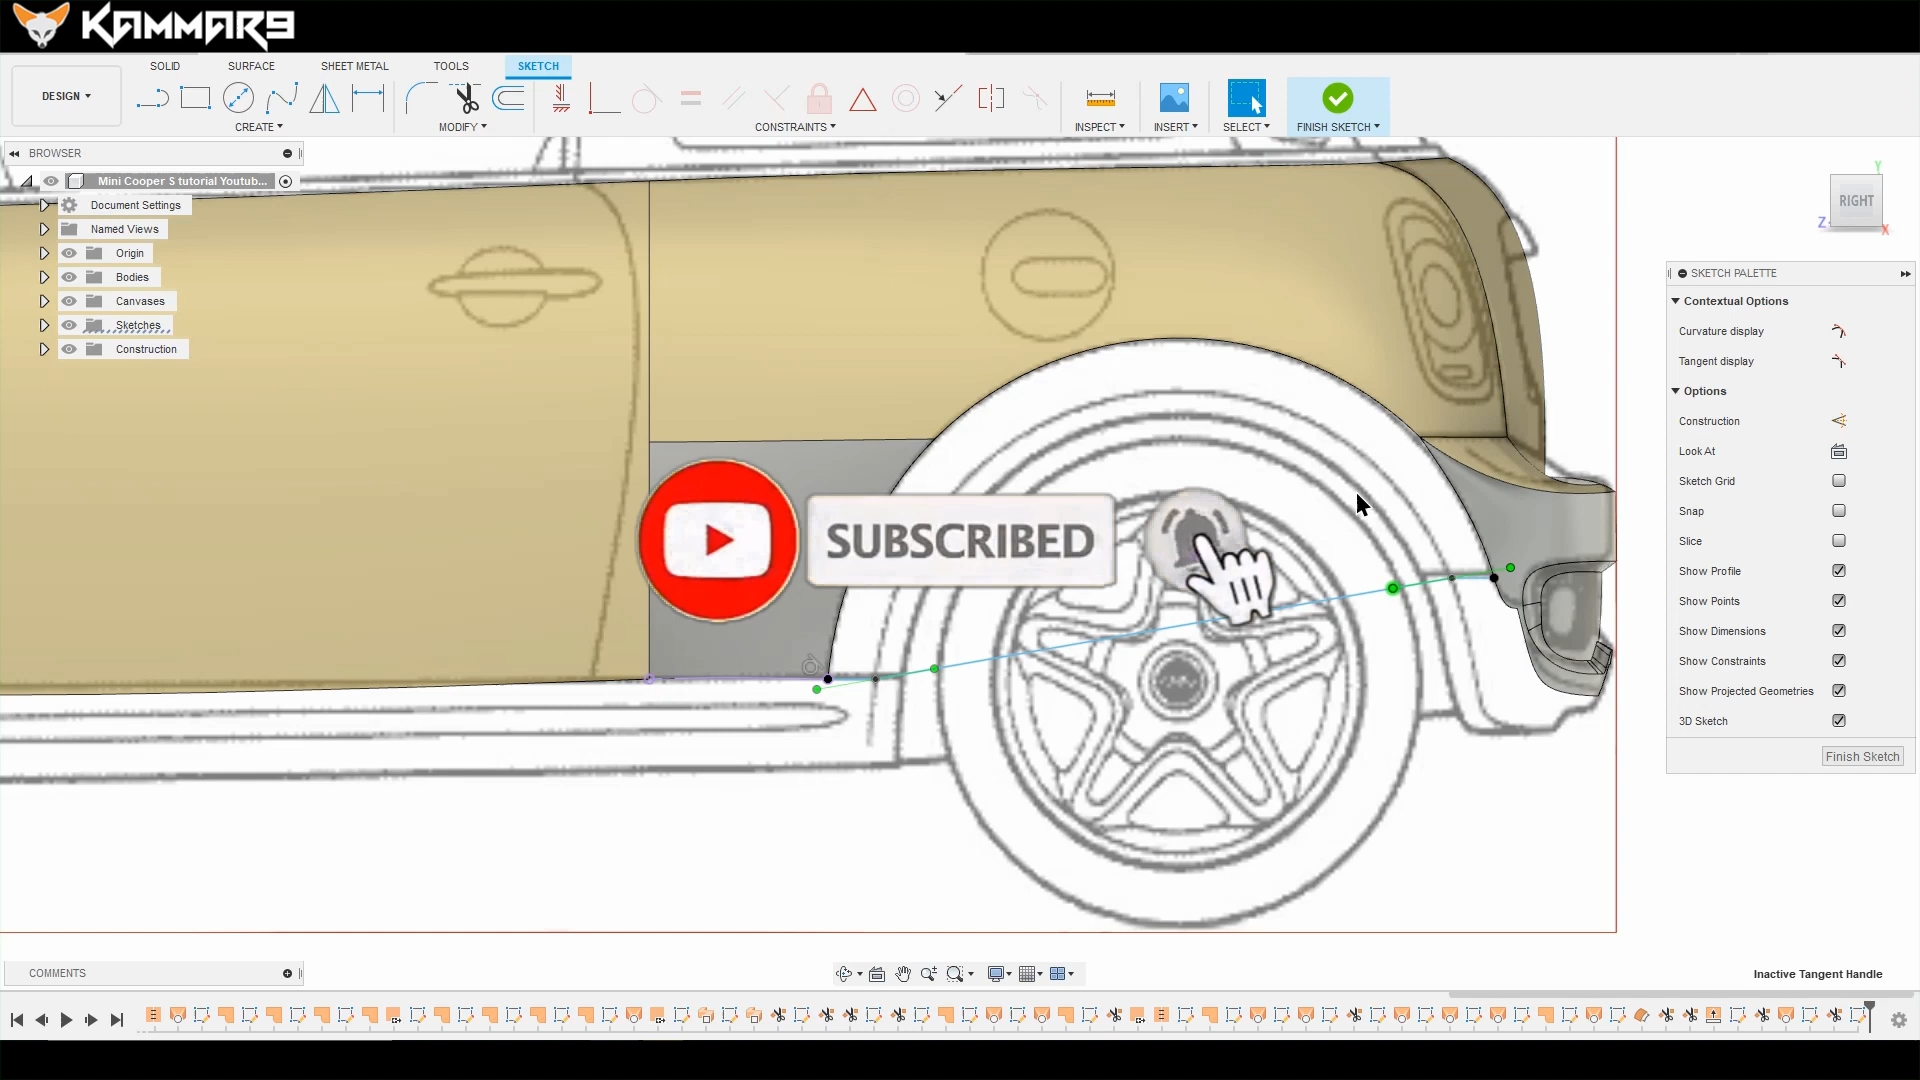 KAMMAR9
SOLID SURFACE SHEET METAL TOOLS SKETCH
DESIGN
CREATE MODIFY CONSTRAINTS INSPECT INSERT SELECT FINISH SKETCH
BROWSER
Mini Cooper S tutorial Youtub...
Document Settings
Named Views
Origin
Bodies
Canvases
Sketches
Construction
Y
RIGHT
Z
X
SKETCH PALETTE
Contextual Options
Curvature display
Tangent display
Options
Construction
Look At
Sketch Grid
Snap
Slice
Show Profile
Show Points
Show Dimensions
Show Constraints
Show Projected Geometries
3D Sketch
Finish Sketch
SUBSCRIBED
COMMENTS
Inactive Tangent Handle